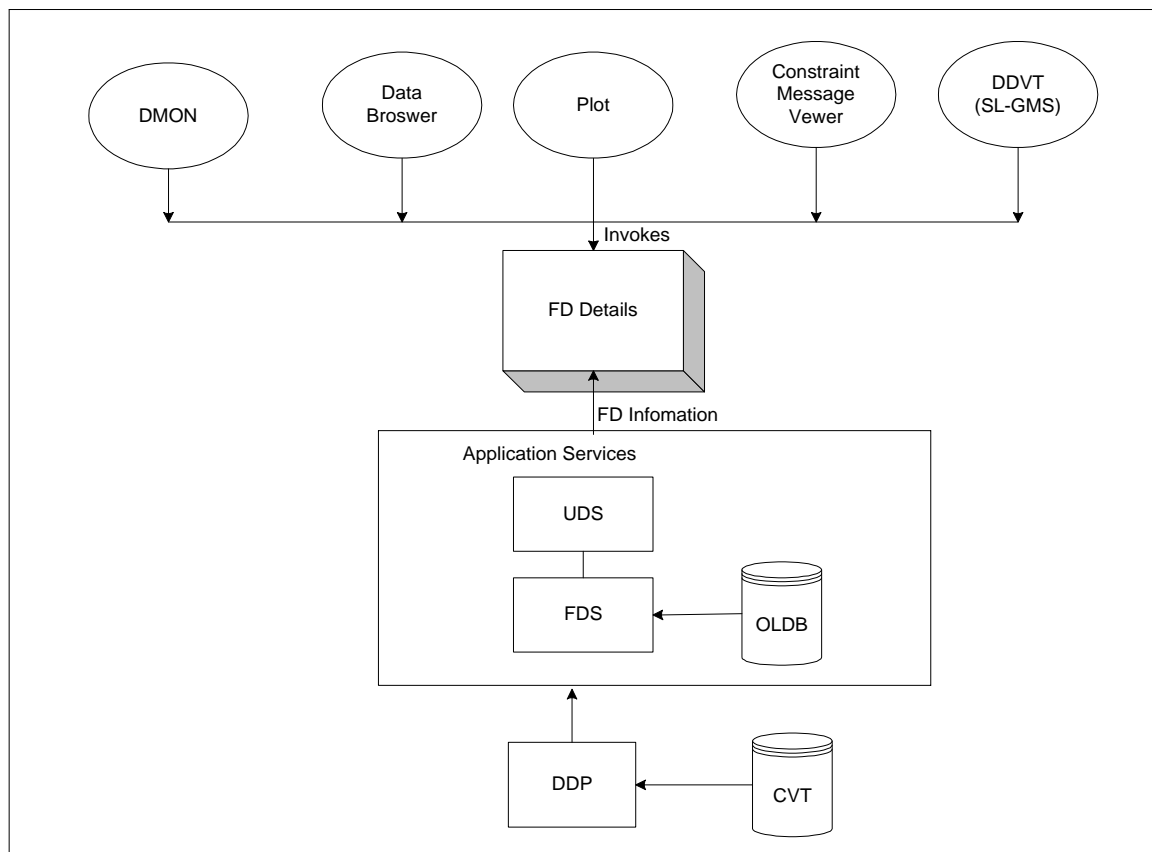 DMON
Data
Broswer
Plot
Constraint
Message
Vewer
DDVT
(SL-GMS)
Invokes
FD Details
FD Infomation
Application Services
UDS
FDS
OLDB
DDP
CVT